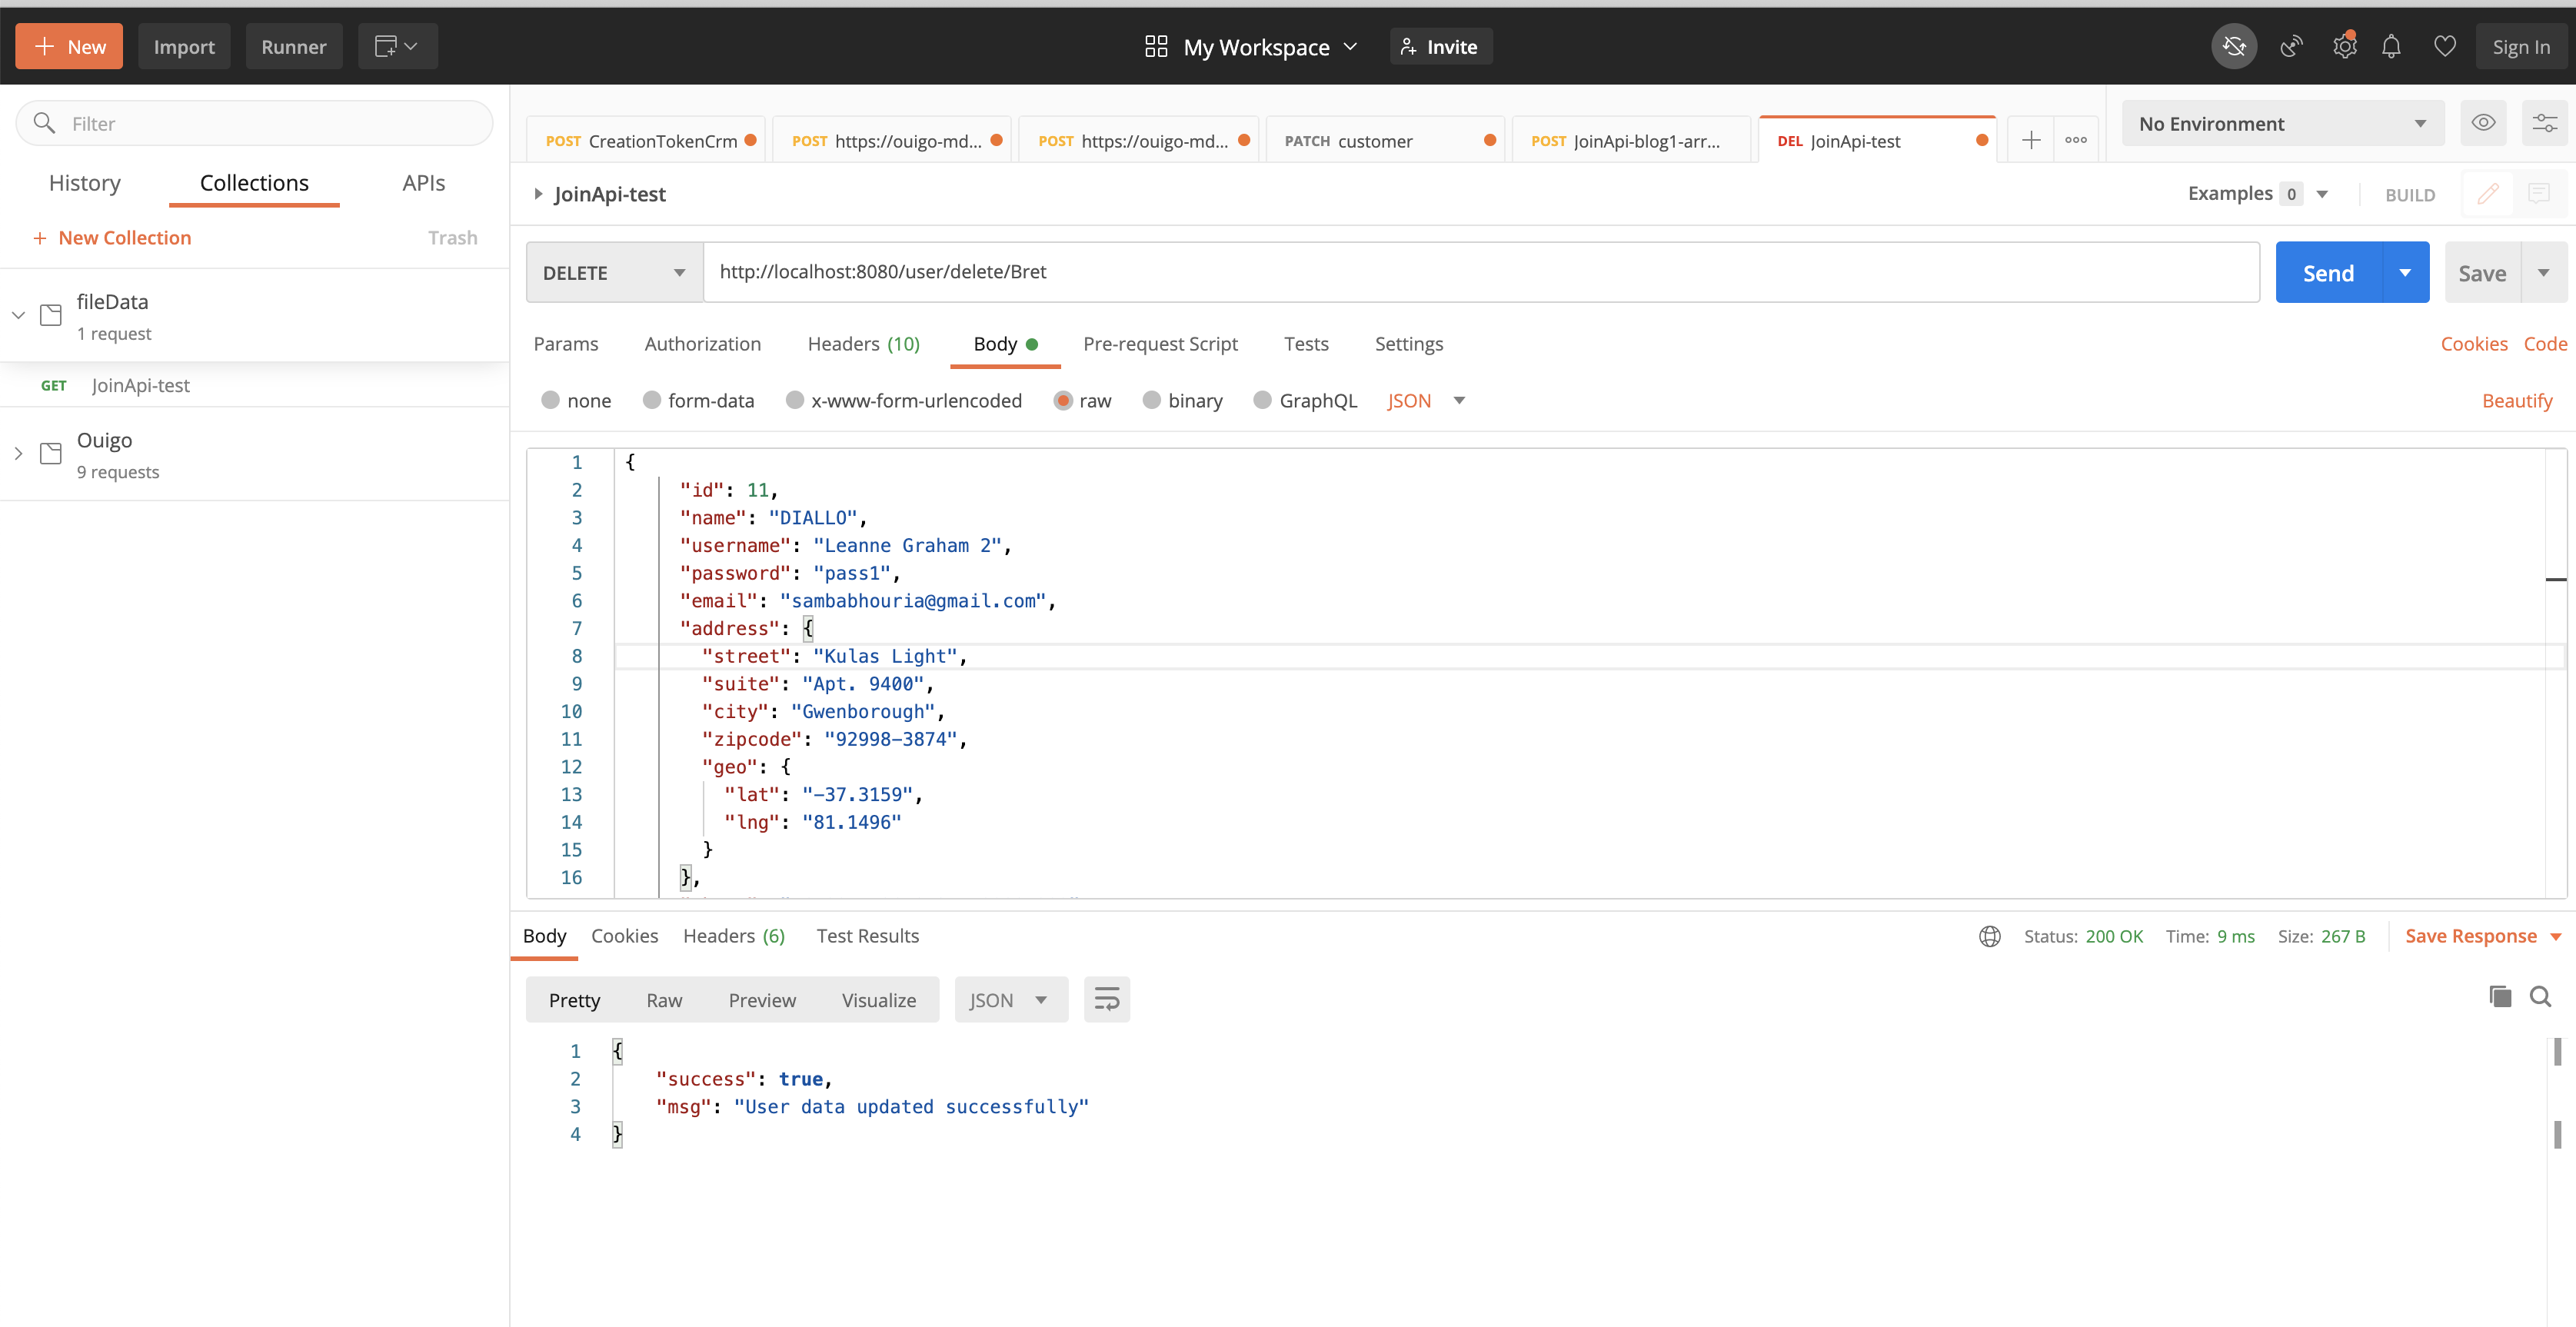 New Import Runner My Workspace Invite Sign In
Filter
History Collections APIs
New Collection Trash
fileData
1 request
GET JoinApi-test
Ouigo
9 requests
POST CreationTokenCrm POST https://ouigo-md... POST https://ouigo-md... PATCH customer POST JoinApi-blog1-arr... DEL JoinApi-test ooo No Environment
JoinApi-test Examples 0 BUILD
DELETE http://localhost:8080/user/delete/Bret Send Save
Params Authorization Headers (10) Body Pre-request Script Tests Settings Cookies Code
none form-data x-www-form-urlencoded raw binary GraphQL JSON Beautify
1 {
2 "id": 11,
3 "name": "DIALLO",
4 "username": "Leanne Graham 2",
5 "password": "pass1",
6 "email": "sambabhouria@gmail.com",
7 "address": {
8 "street": "Kulas Light",
9 "suite": "Apt. 9400",
10 "city": "Gwenborough",
11 "zipcode": "92998-3874",
12 "geo": {
13 "lat": "-37.3159",
14 "lng": "81.1496"
15 }
16 },
Body Cookies Headers (6) Test Results Status: 200 OK Time: 9 ms Size: 267 B Save Response
Pretty Raw Preview Visualize JSON
1 {
2 "success": true,
3 "msg": "User data updated successfully"
4 }